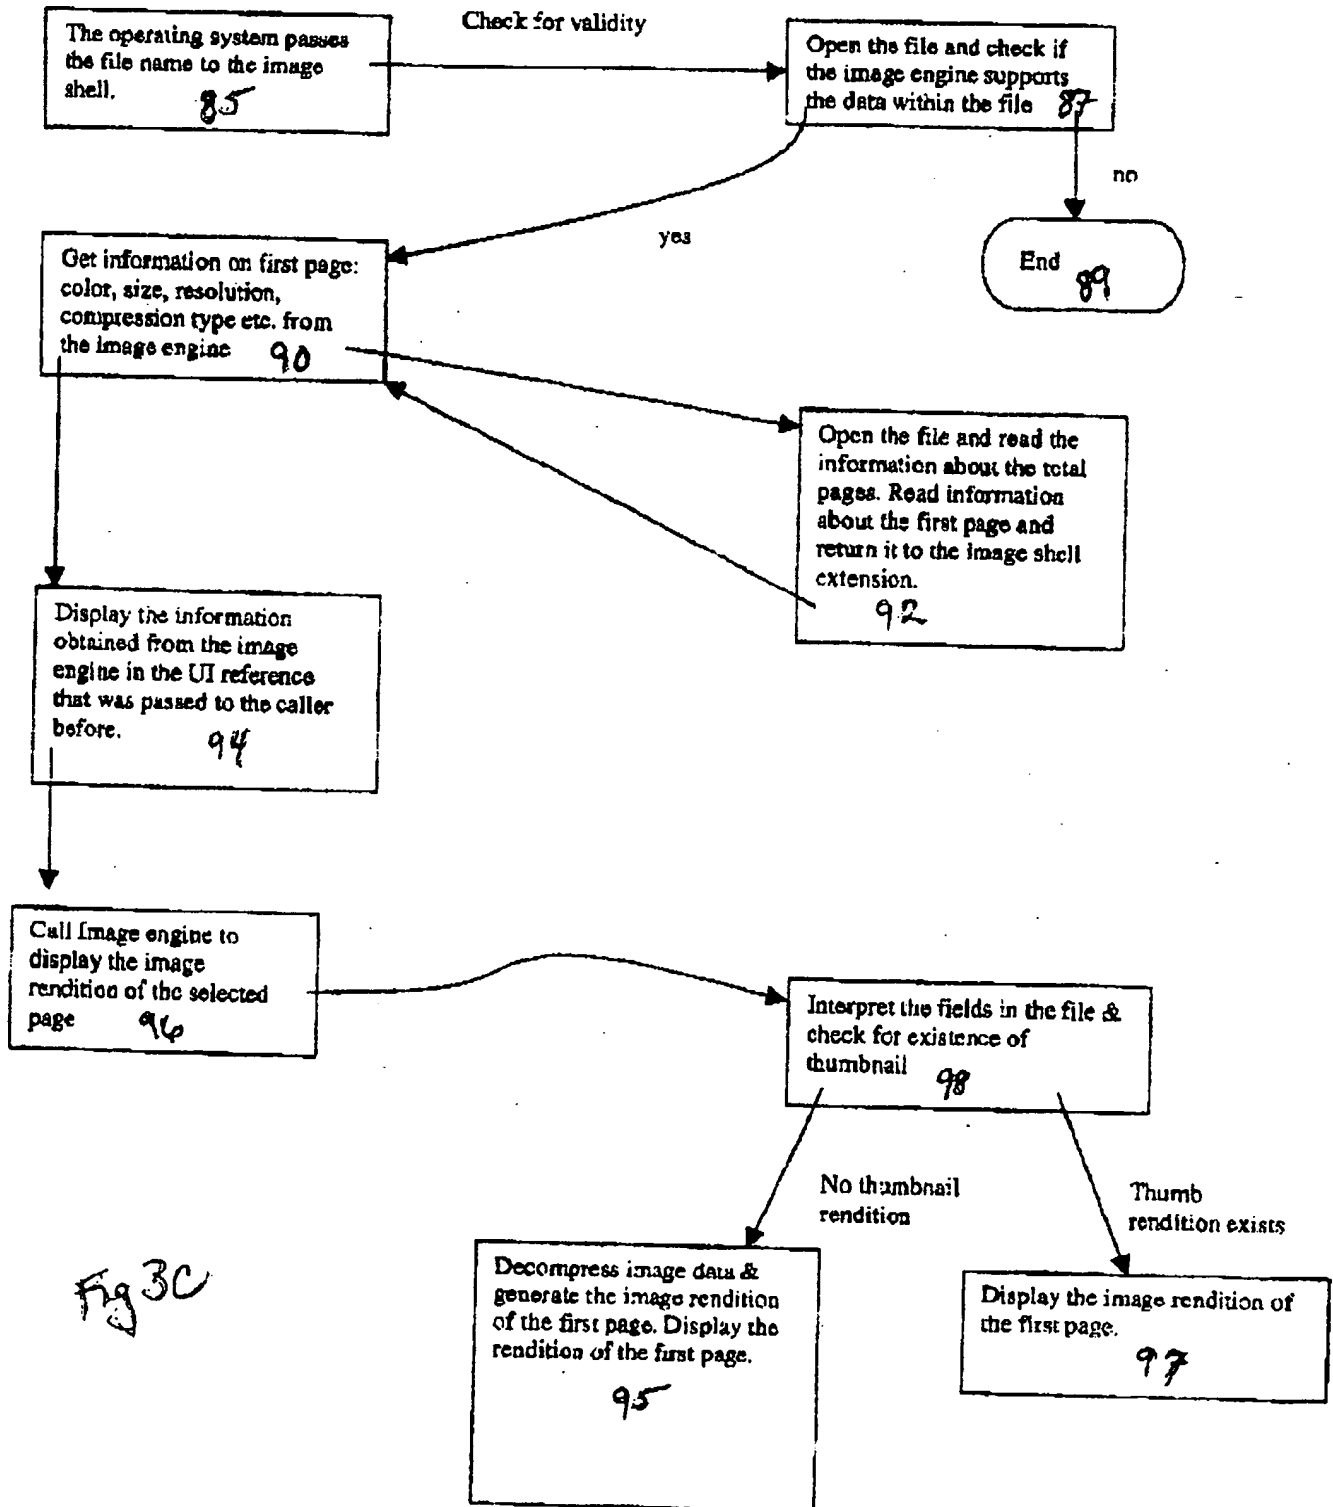 The operating system passes
the file name to the image
shell.
85
Check for validity
Open the file and check if
the image engine supports
the data within the file 87
no
yes
End
89
Get information on first page:
color, size, resolution,
compression type etc. from
the image engine 90
Open the file and read the
information about the total
pages. Read information
about the first page and
return it to the image shell
extension.
92
Display the information
obtained from the image
engine in the UI reference
that was passed to the caller
before. 94
Call Image engine to
display the image
rendition of the selected
page 96
Interpret the fields in the file &
check for existence of
thumbnail 98
No thumbnail
rendition
Thumb
rendition exists
Decompress image data &
generate the image rendition
of the first page. Display the
rendition of the first page.
95
Display the image rendition of
the first page.
97
Fig 3C